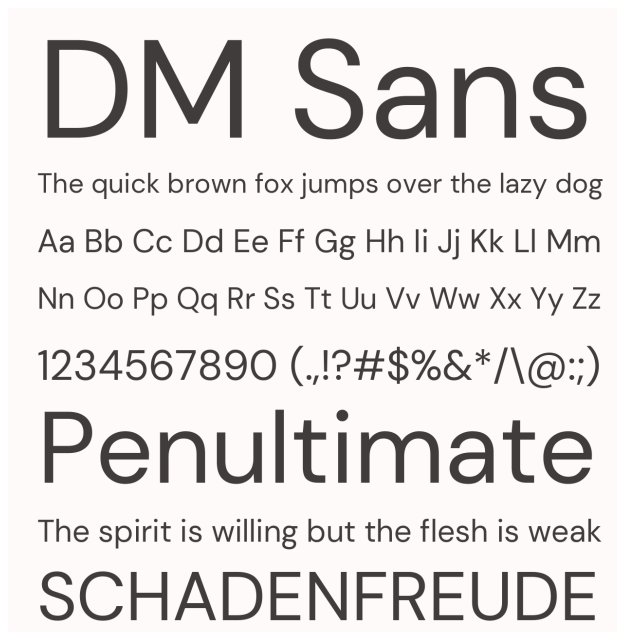 DM Sans
The quick brown fox jumps over the lazy dog
Aa Bb Cc Dd Ee Ff Gg Hh Ii Jj Kk Ll Mm
Nn Oo Pp Qq Rr Ss Tt Uu Vv Ww Xx Yy Zz
1234567890 (.,!?#$%&*/\@:;)
Penultimate
The spirit is willing but the flesh is weak
SCHADENFREUDE